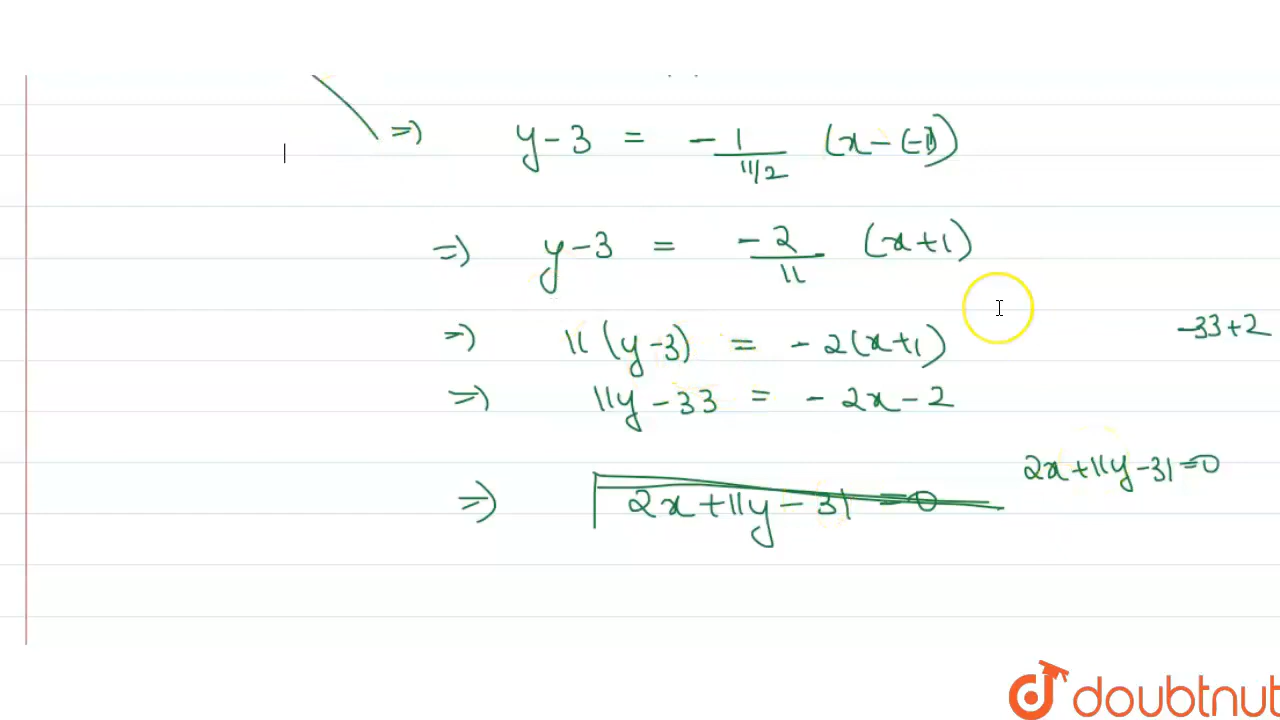 =) y-3 = -1/(11/2) (x-(-1))
=) y-3 = -2/11 (x+1)
=) 11(y-3) = -2(x+1)
-33+2
=) 11y-33 = -2x-2
2x+11y-31=0
=) 2x+11y-31=0
doubtnut